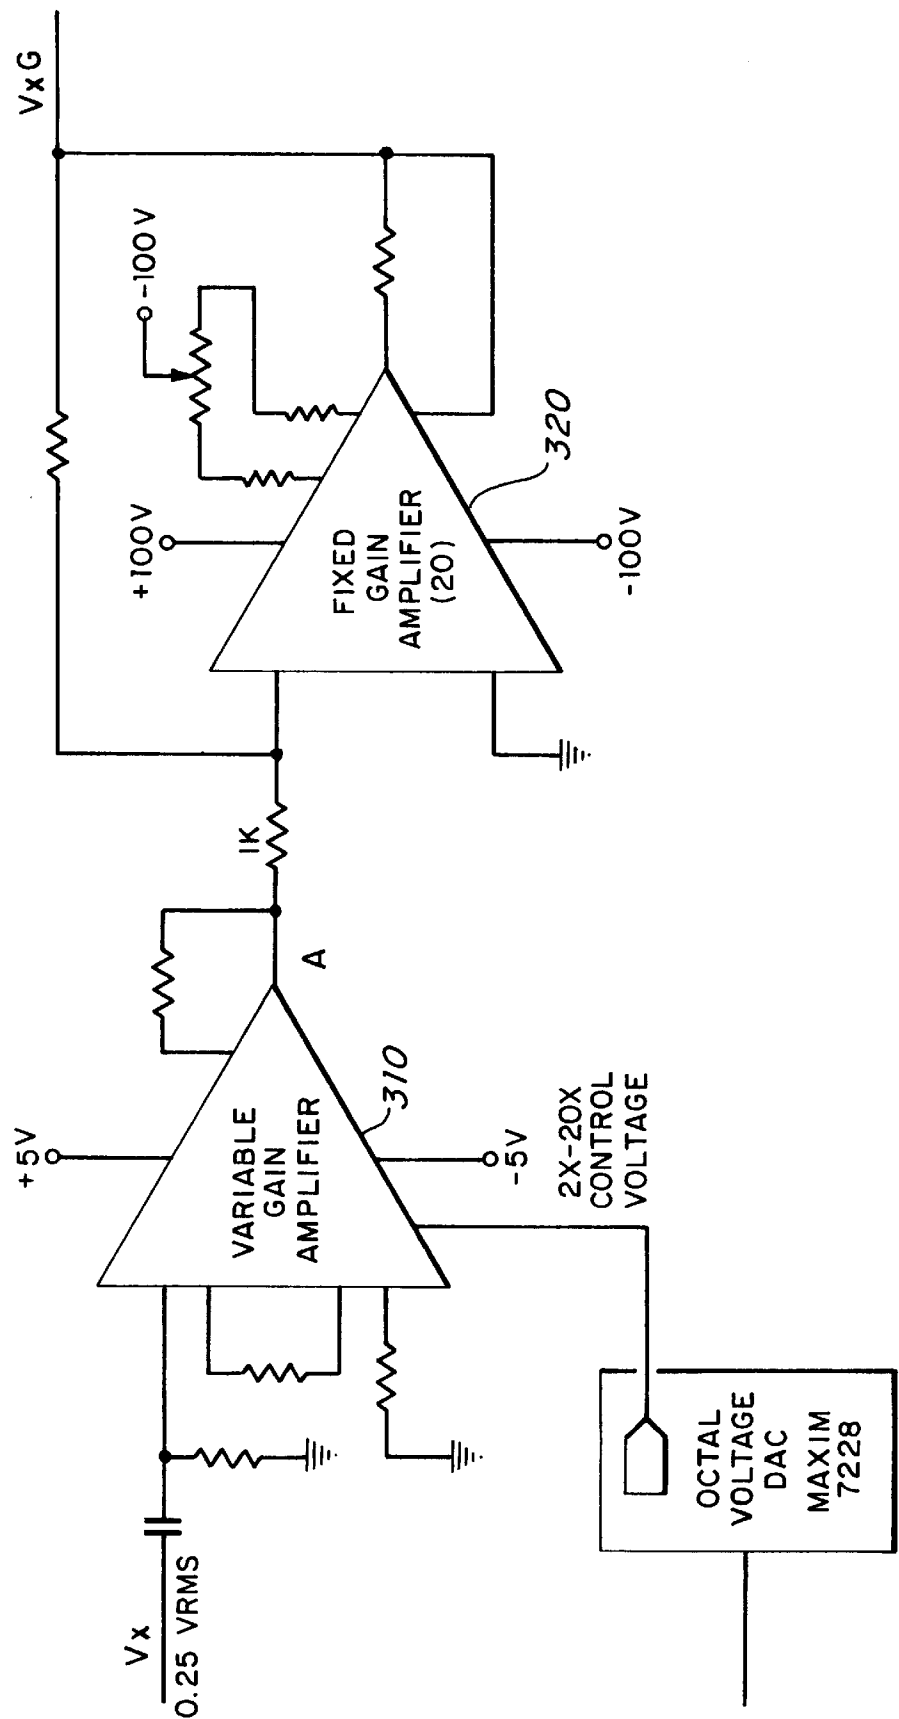 Vx
0.25 VRMS
+5V
VARIABLE
GAIN
AMPLIFIER
310
-5V
2X-20X
CONTROL
VOLTAGE
OCTAL
VOLTAGE
DAC
MAXIM
7228
A
1K
+100V
-100V
FIXED
GAIN
AMPLIFIER
(20)
320
-100V
VxG